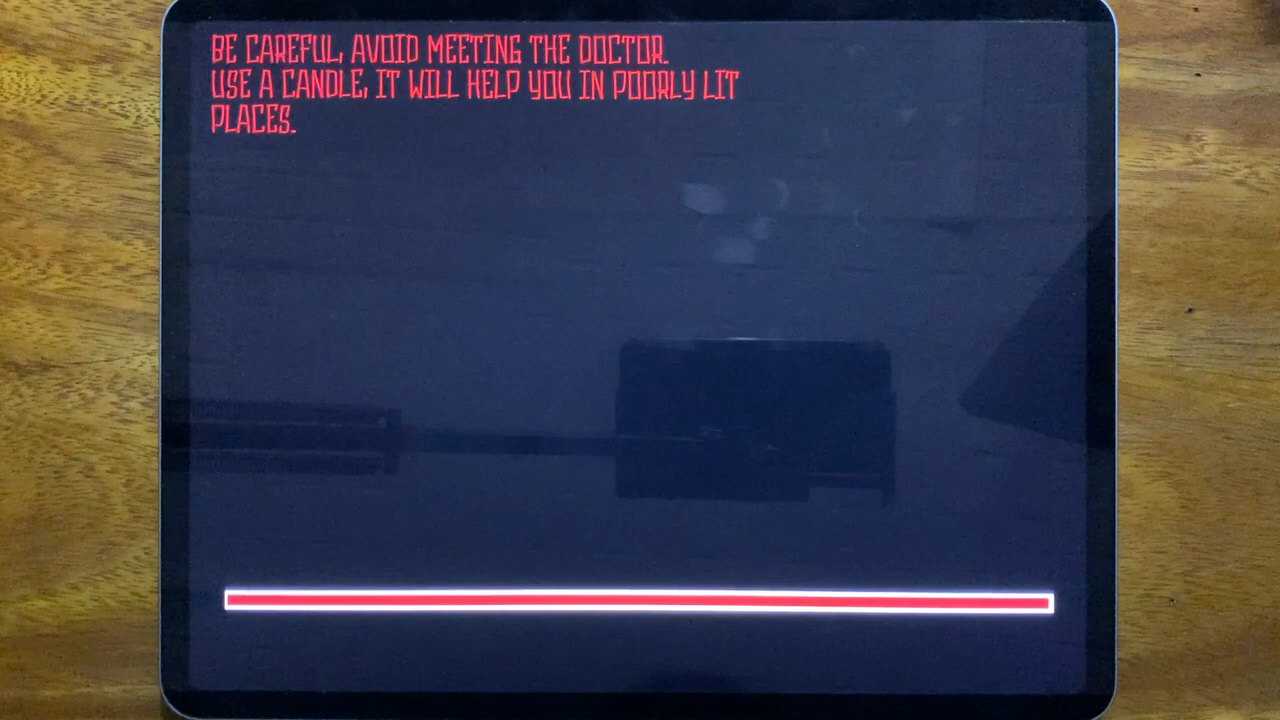 BE CAREFUL, AVOID MEETING THE DOCTOR.
USE A CANDLE, IT WILL HELP YOU IN POORLY LIT
PLACES.